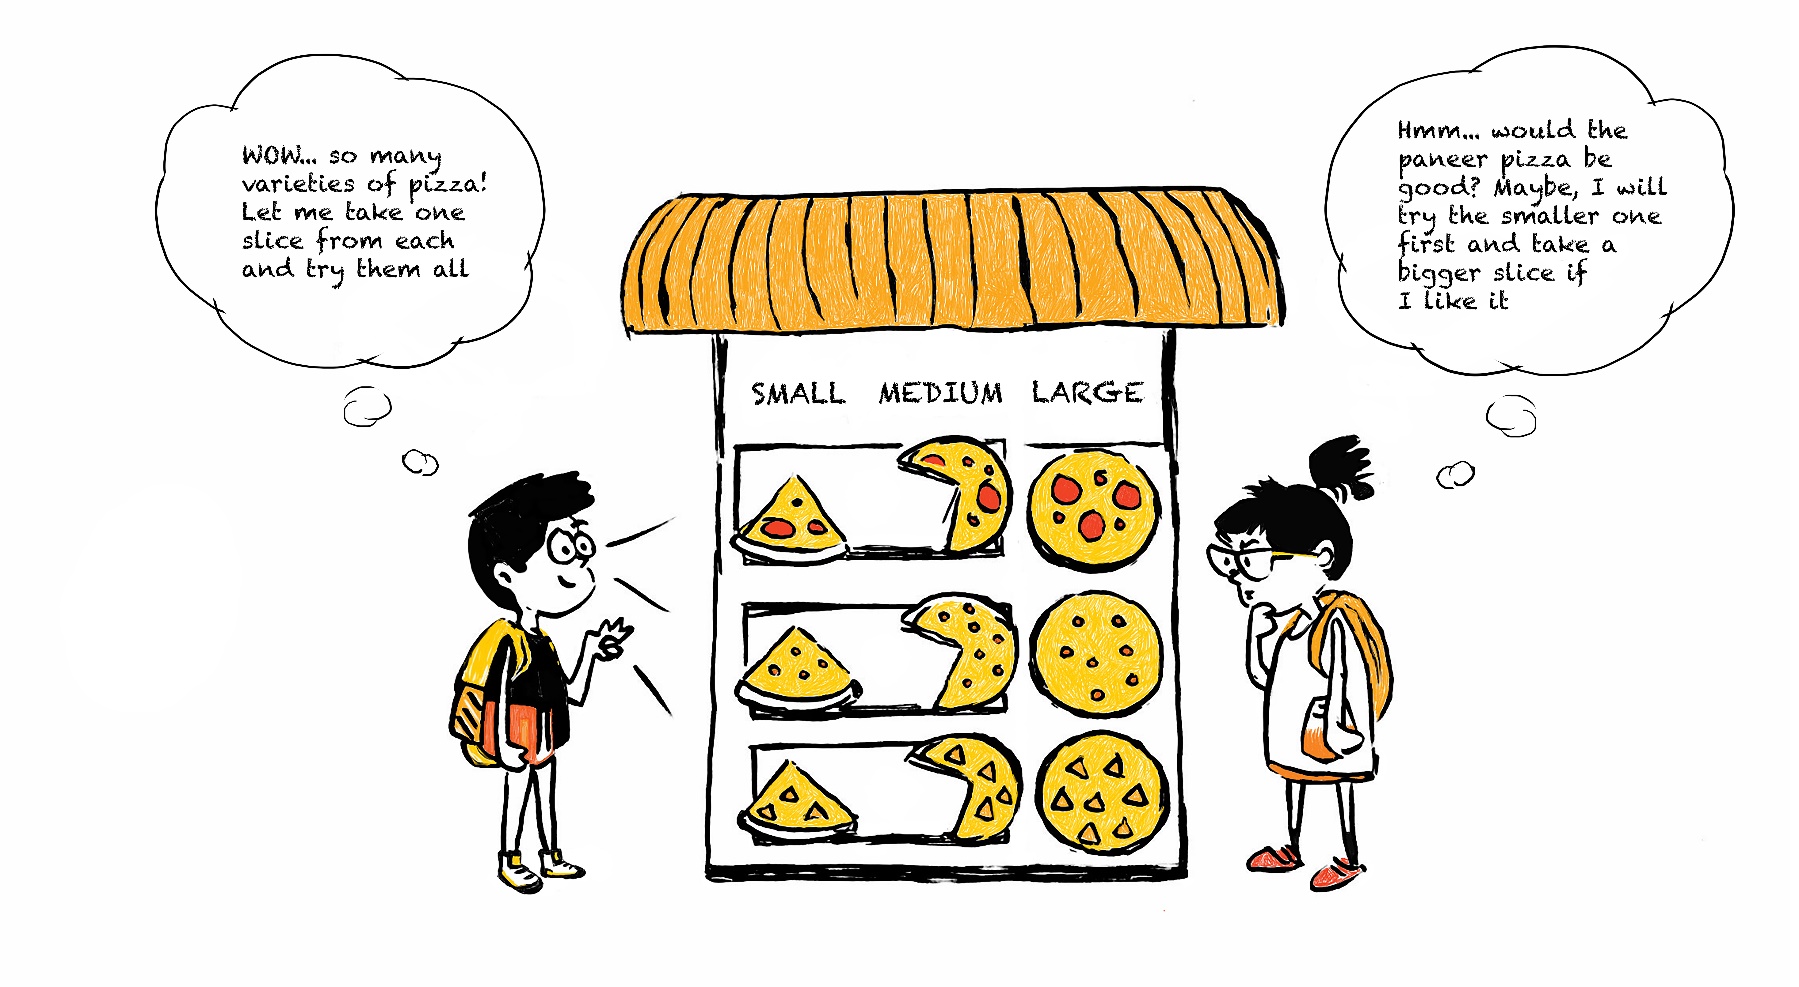 WOW... so many
varieties of pizza!
Let me take one
slice from each
and try them all
Hmm... would the
paneer pizza be
good? Maybe, I will
try the smaller one
first and take a
bigger slice if
I like it
SMALL MEDIUM LARGE